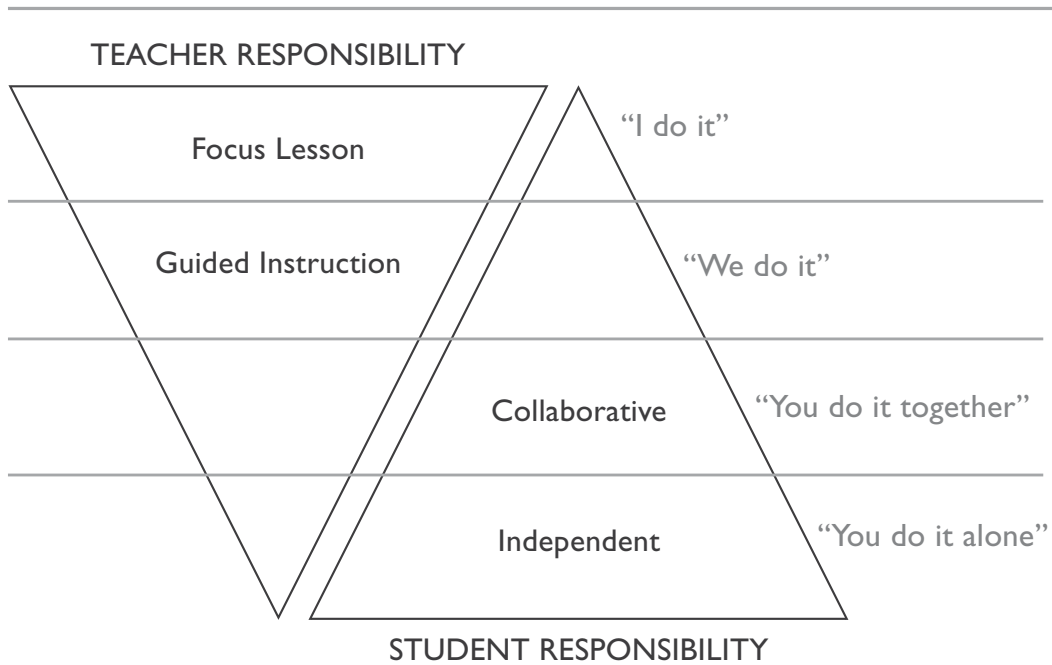 TEACHER RESPONSIBILITY
“I do it”
Focus Lesson
Guided Instruction
“We do it”
Collaborative
“You do it together”
Independent
“You do it alone”
STUDENT RESPONSIBILITY